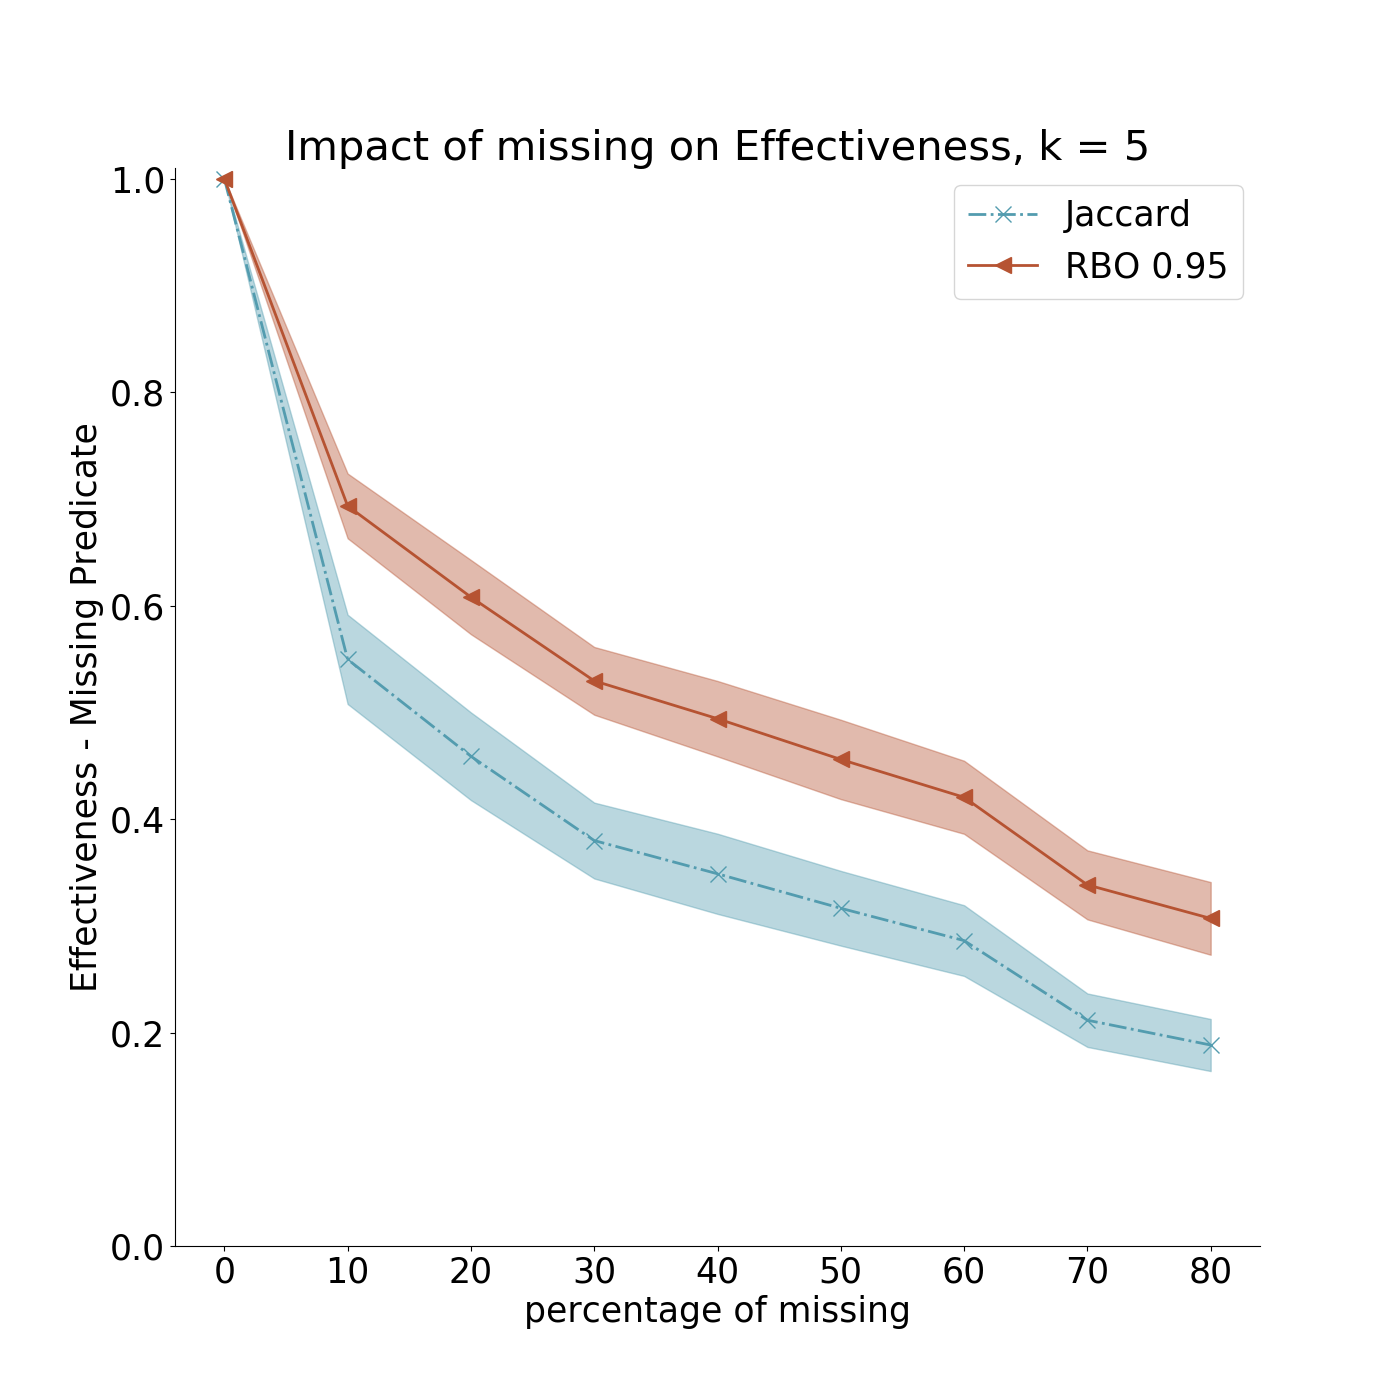 Impact of missing on Effectiveness, k = 5
Jaccard
RBO 0.95
Effectiveness - Missing Predicate
1.0
0.8
0.6
0.4
0.2
0.0
0 10 20 30 40 50 60 70 80
percentage of missing